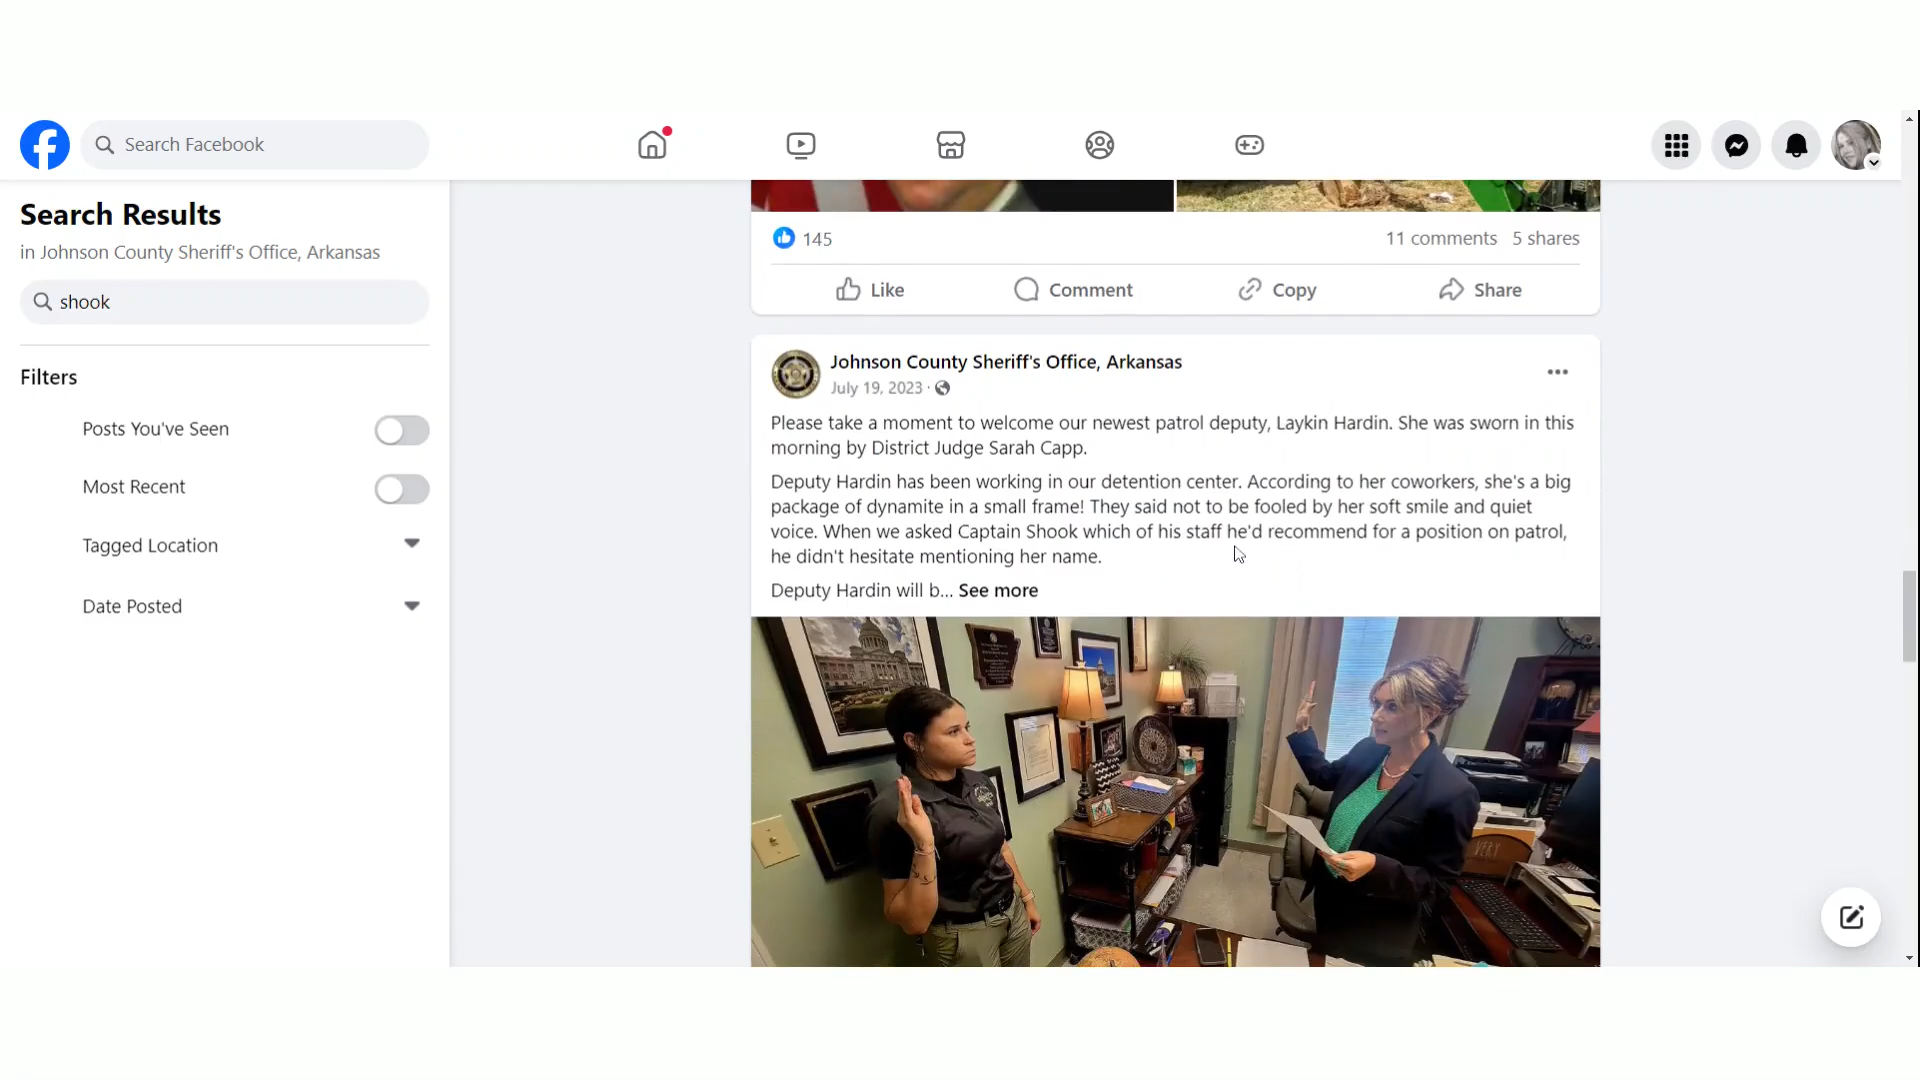 Search Facebook
Search Results
in Johnson County Sheriff's Office, Arkansas
shook
Filters
Posts You've Seen
Most Recent
Tagged Location
Date Posted
145
11 comments 5 shares
Like Comment Copy Share
Johnson County Sheriff's Office, Arkansas
July 19, 2023 ·
Please take a moment to welcome our newest patrol deputy, Laykin Hardin. She was sworn in this
morning by District Judge Sarah Capp.
Deputy Hardin has been working in our detention center. According to her coworkers, she's a big
package of dynamite in a small frame! They said not to be fooled by her soft smile and quiet
voice. When we asked Captain Shook which of his staff he'd recommend for a position on patrol,
he didn't hesitate mentioning her name.
Deputy Hardin will b... See more
VERY